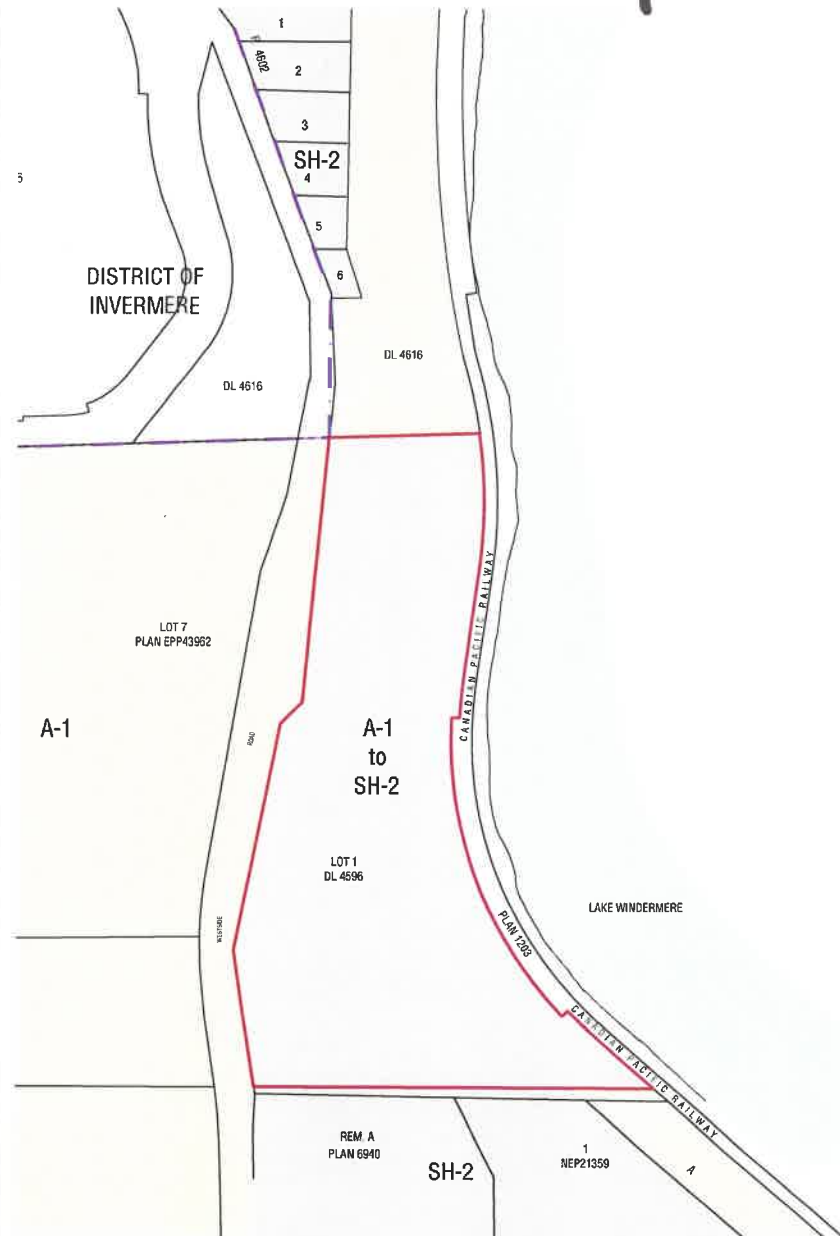 1
P. 4602
2
3
SH-2
4
5
6
DISTRICT OF
INVERMERE
DL 4616
DL 4616
CANADIAN PACIFIC RAILWAY
LOT 7
PLAN EPP43962
A-1
ROAD
A-1
to
SH-2
LOT 1
DL 4596
LAKE WINDERMERE
WESTSIDE
PLAN 1203
CANADIAN PACIFIC RAILWAY
REM. A
PLAN 6940
SH-2
1
NEP21359
A